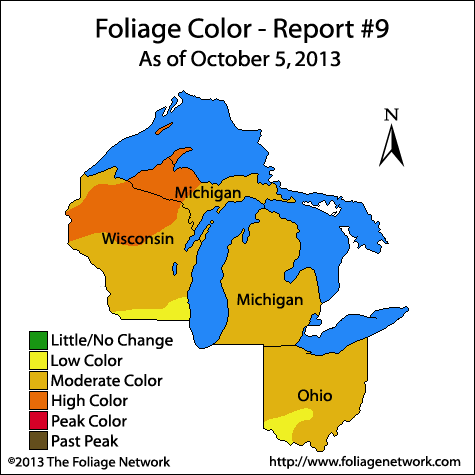 Foliage Color - Report #9
As of October 5, 2013
N
Michigan
Wisconsin
Michigan
Ohio
Little/No Change
Low Color
Moderate Color
High Color
Peak Color
Past Peak
©2013 The Foliage Network
http://www.foliagenetwork.com